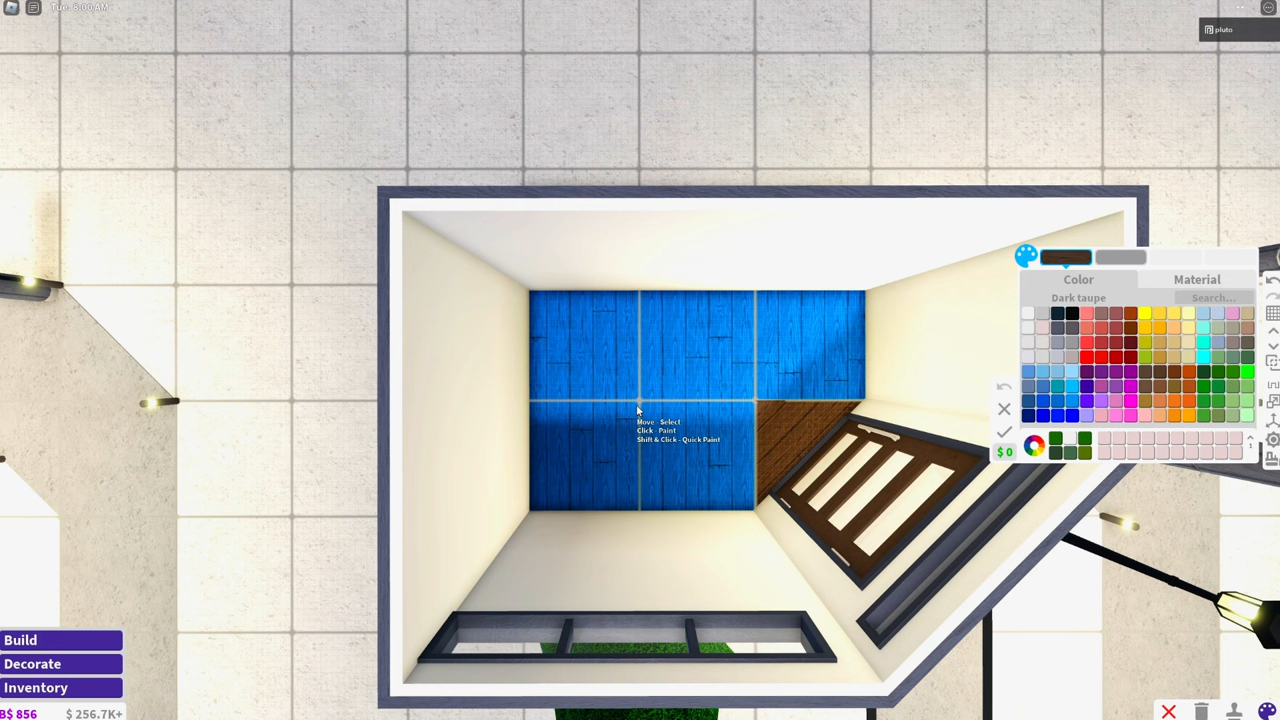 Tue. 8:00 AM
pluto
Color
Material
Dark taupe
Search...
Move - Select
Click - Paint
Shift & Click - Quick Paint
$ 0
1
Build
Decorate
Inventory
B$ 856
$ 256.7K+